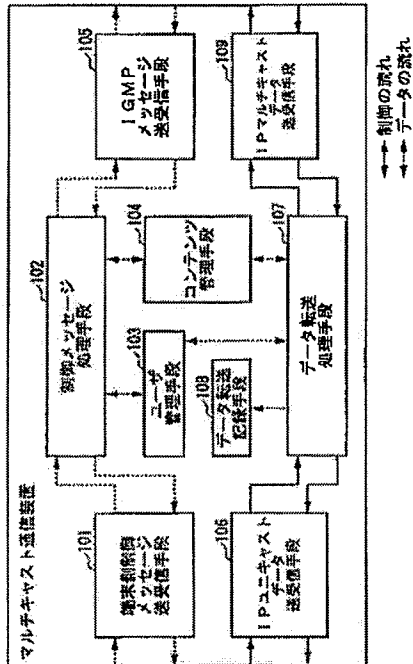 マルチキャスト通信装置
101
端末側制御
メッセージ
送受信手段
102
制御メッセージ
処理手段
105
IGMP
メッセージ
送受信手段
103
ユーザ
管理手段
104
コンテンツ
管理手段
108
データ転送
記録手段
106
IPユニキャスト
データ
送受信手段
107
データ転送
処理手段
109
IPマルチキャスト
データ
送受信手段
制御の流れ
データの流れ